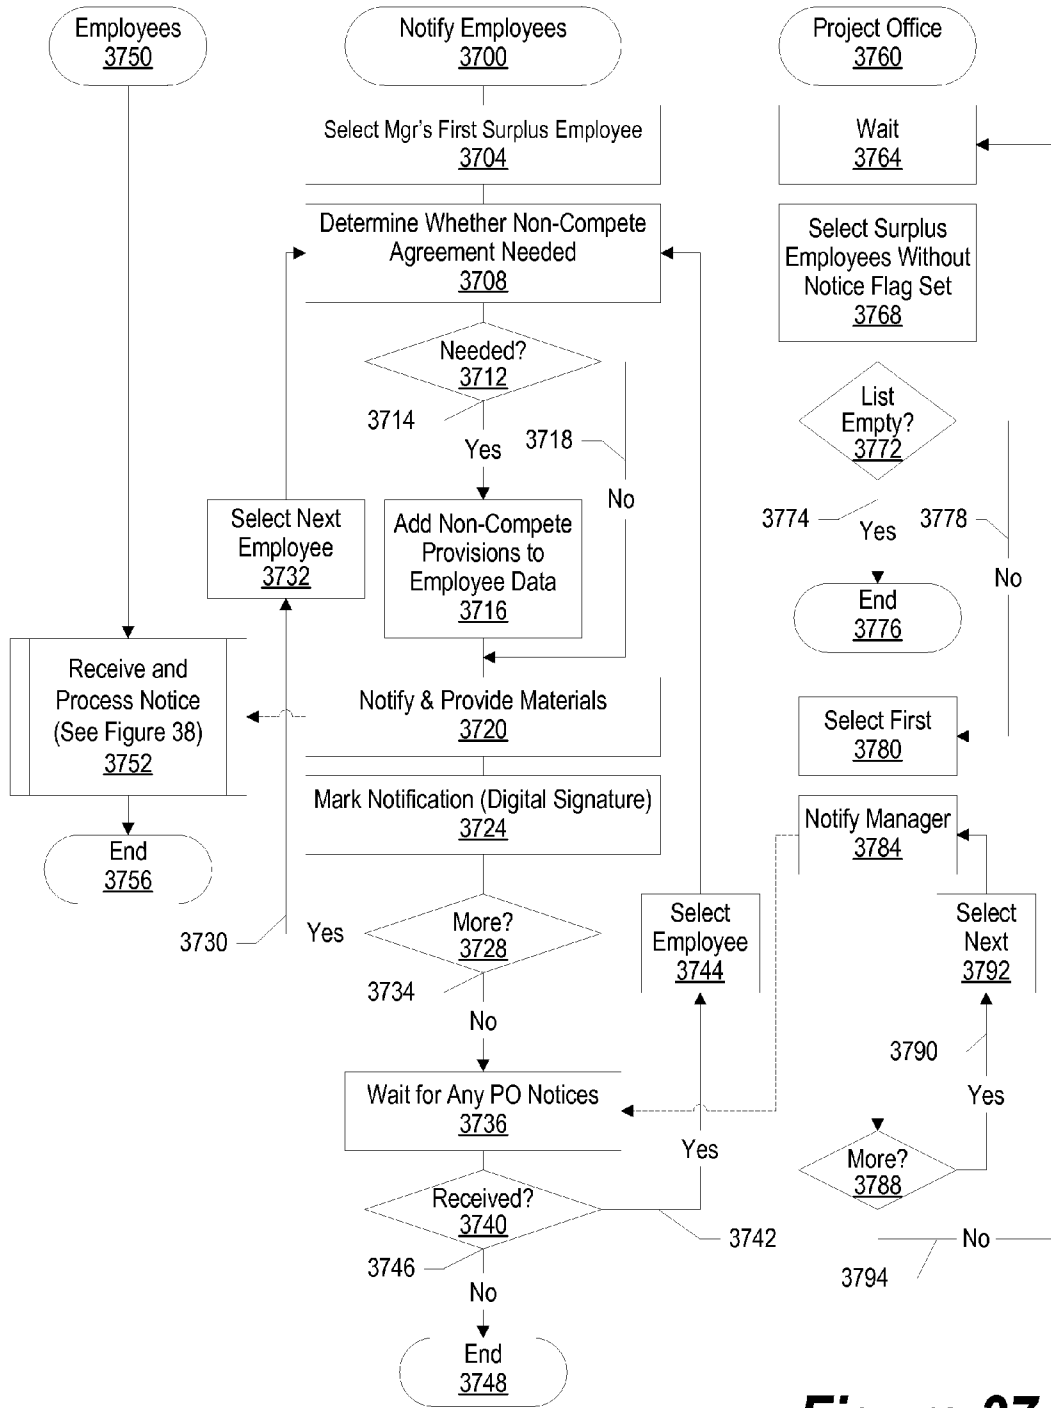 Employees
3750
Notify Employees
3700
Project Office
3760
Select Mgr's First Surplus Employee
3704
Wait
3764
Determine Whether Non-Compete
Agreement Needed
3708
Select Surplus
Employees Without
Notice Flag Set
3768
Needed?
3712
3714
Yes
3718
No
List
Empty?
3772
3774
Yes
3778
No
Select Next
Employee
3732
Add Non-Compete
Provisions to
Employee Data
3716
End
3776
Receive and
Process Notice
(See Figure 38)
3752
Notify & Provide Materials
3720
Select First
3780
Mark Notification (Digital Signature)
3724
Notify Manager
3784
End
3756
3730
Yes
More?
3728
3734
No
Select
Employee
3744
Select
Next
3792
3790
Yes
Wait for Any PO Notices
3736
Yes
More?
3788
Received?
3740
3742
3746
No
No
3794
End
3748
Figure 37